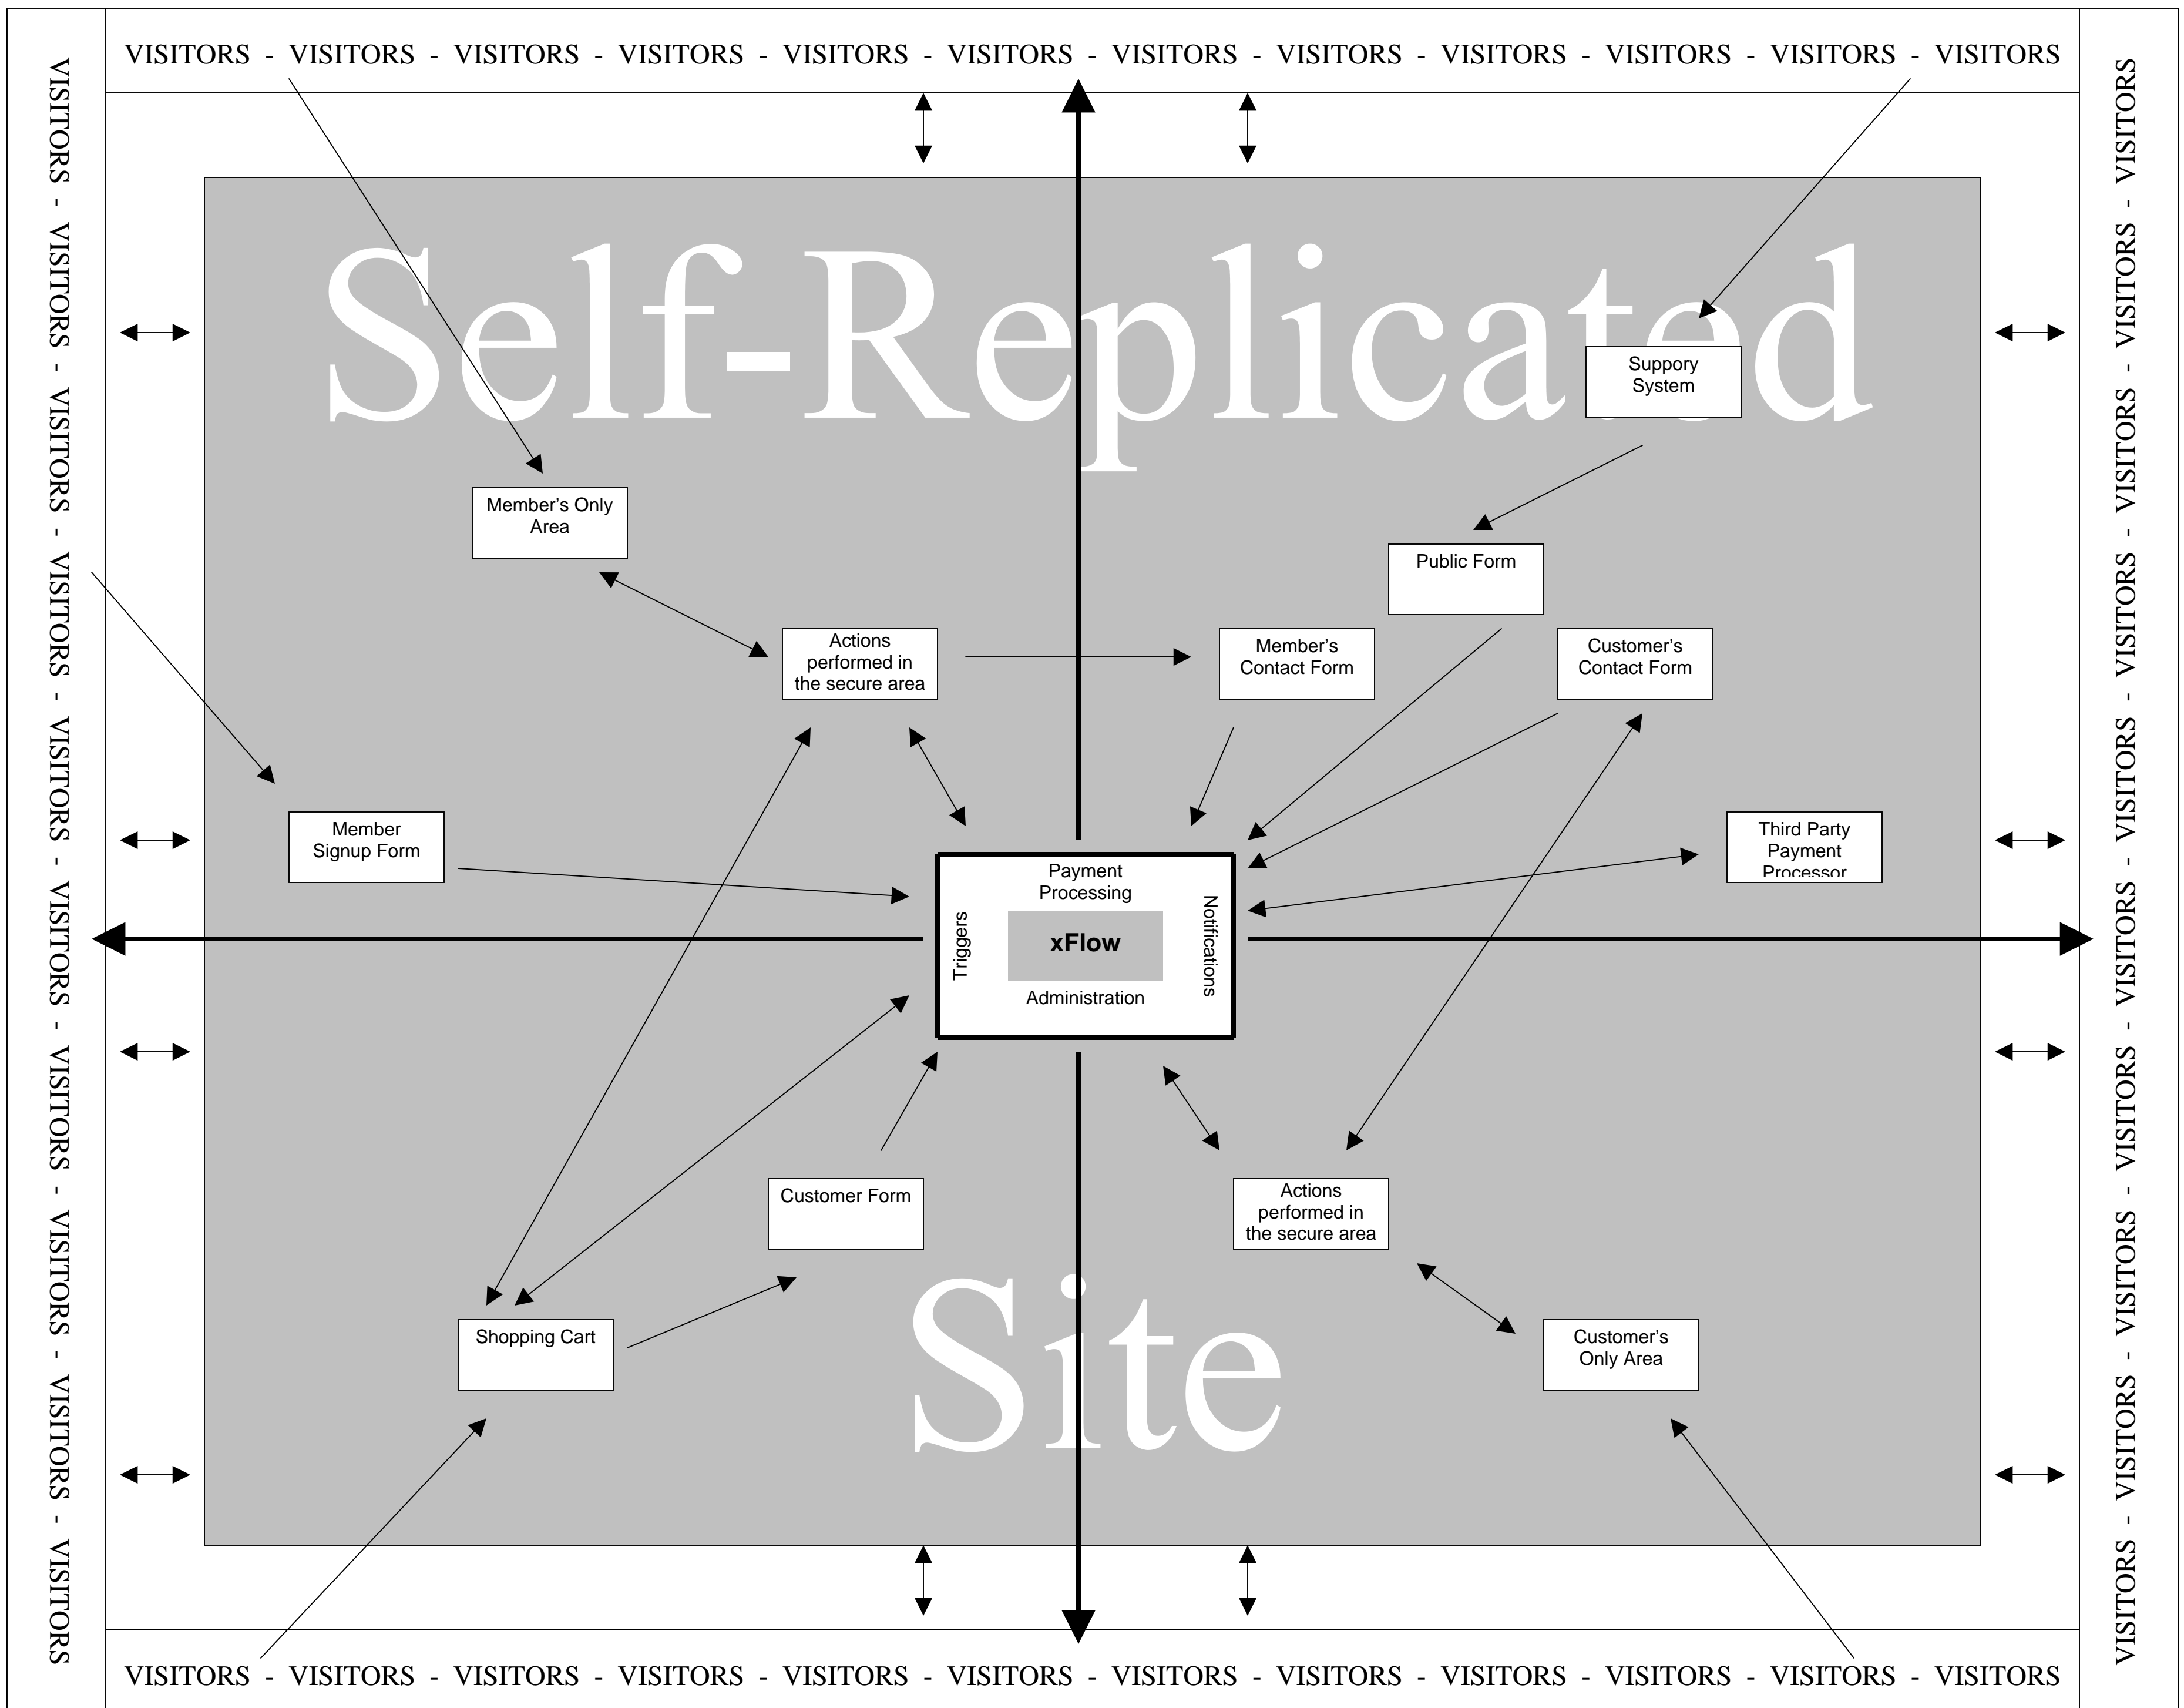 VISITORS - VISITORS - VISITORS - VISITORS - VISITORS - VISITORS - VISITORS - VISITORS - VISITORS - VISITORS - VISITORS - VISITORS
VISITORS - VISITORS - VISITORS - VISITORS - VISITORS - VISITORS - VISITORS - VISITORS - VISITORS - VISITORS
VISITORS - VISITORS - VISITORS - VISITORS - VISITORS - VISITORS - VISITORS - VISITORS - VISITORS - VISITORS
Self-Replicated
Suppory
System
Member's Only
Area
Public Form
Actions
performed in
the secure area
Member's
Contact Form
Customer's
Contact Form
Member
Signup Form
Third Party
Payment
Processor
Payment
Processing
Triggers
xFlow
Notifications
Administration
Customer Form
Actions
performed in
the secure area
Site
Shopping Cart
Customer's
Only Area
VISITORS - VISITORS - VISITORS - VISITORS - VISITORS - VISITORS - VISITORS - VISITORS - VISITORS - VISITORS - VISITORS - VISITORS